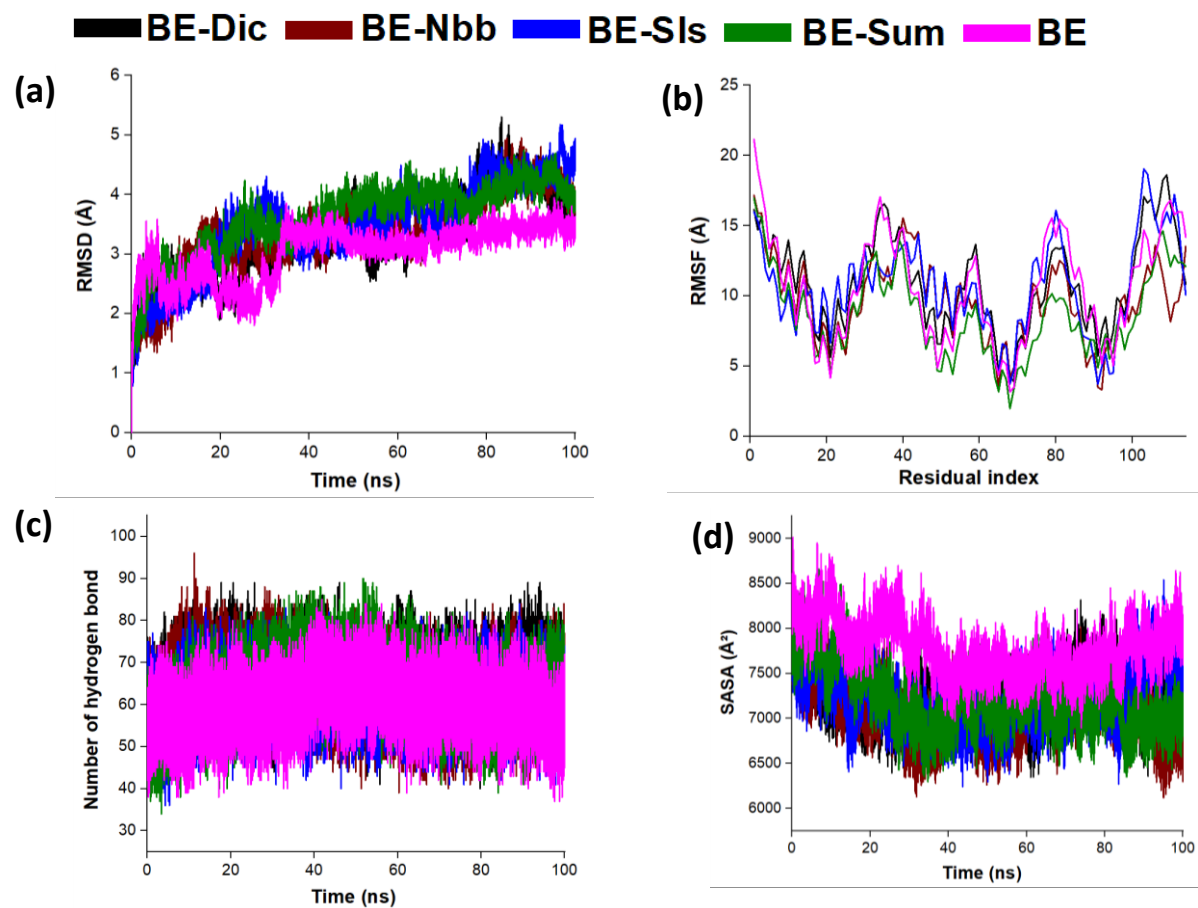 BE-Dic BE-Nbb BE-Sls BE-Sum BE
(a)
RMSD (Å)
6
5
4
3
2
1
0
0 20 40 60 80 100
Time (ns)
(b)
RMSF (Å)
25
20
15
10
5
0
0 20 40 60 80 100
Residual index
(c)
Number of hydrogen bond
100
90
80
70
60
50
40
30
0 20 40 60 80 100
Time (ns)
(d)
SASA (Å²)
9000
8500
8000
7500
7000
6500
6000
0 20 40 60 80 100
Time (ns)